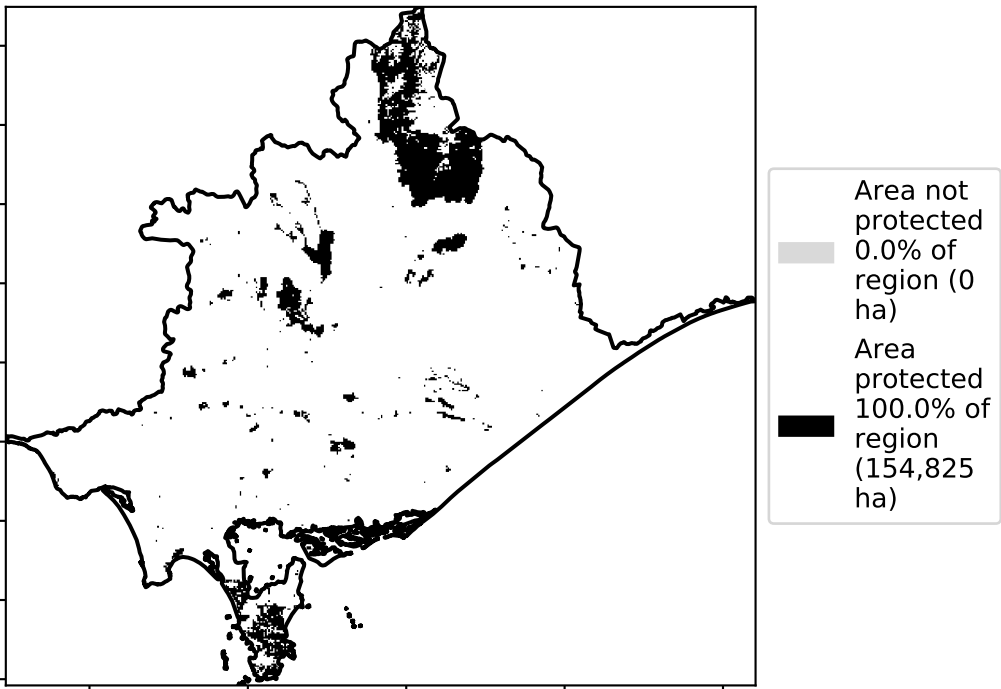 Area not
protected
0.0% of
region (0
ha)
Area
protected
100.0% of
region
(154,825
ha)